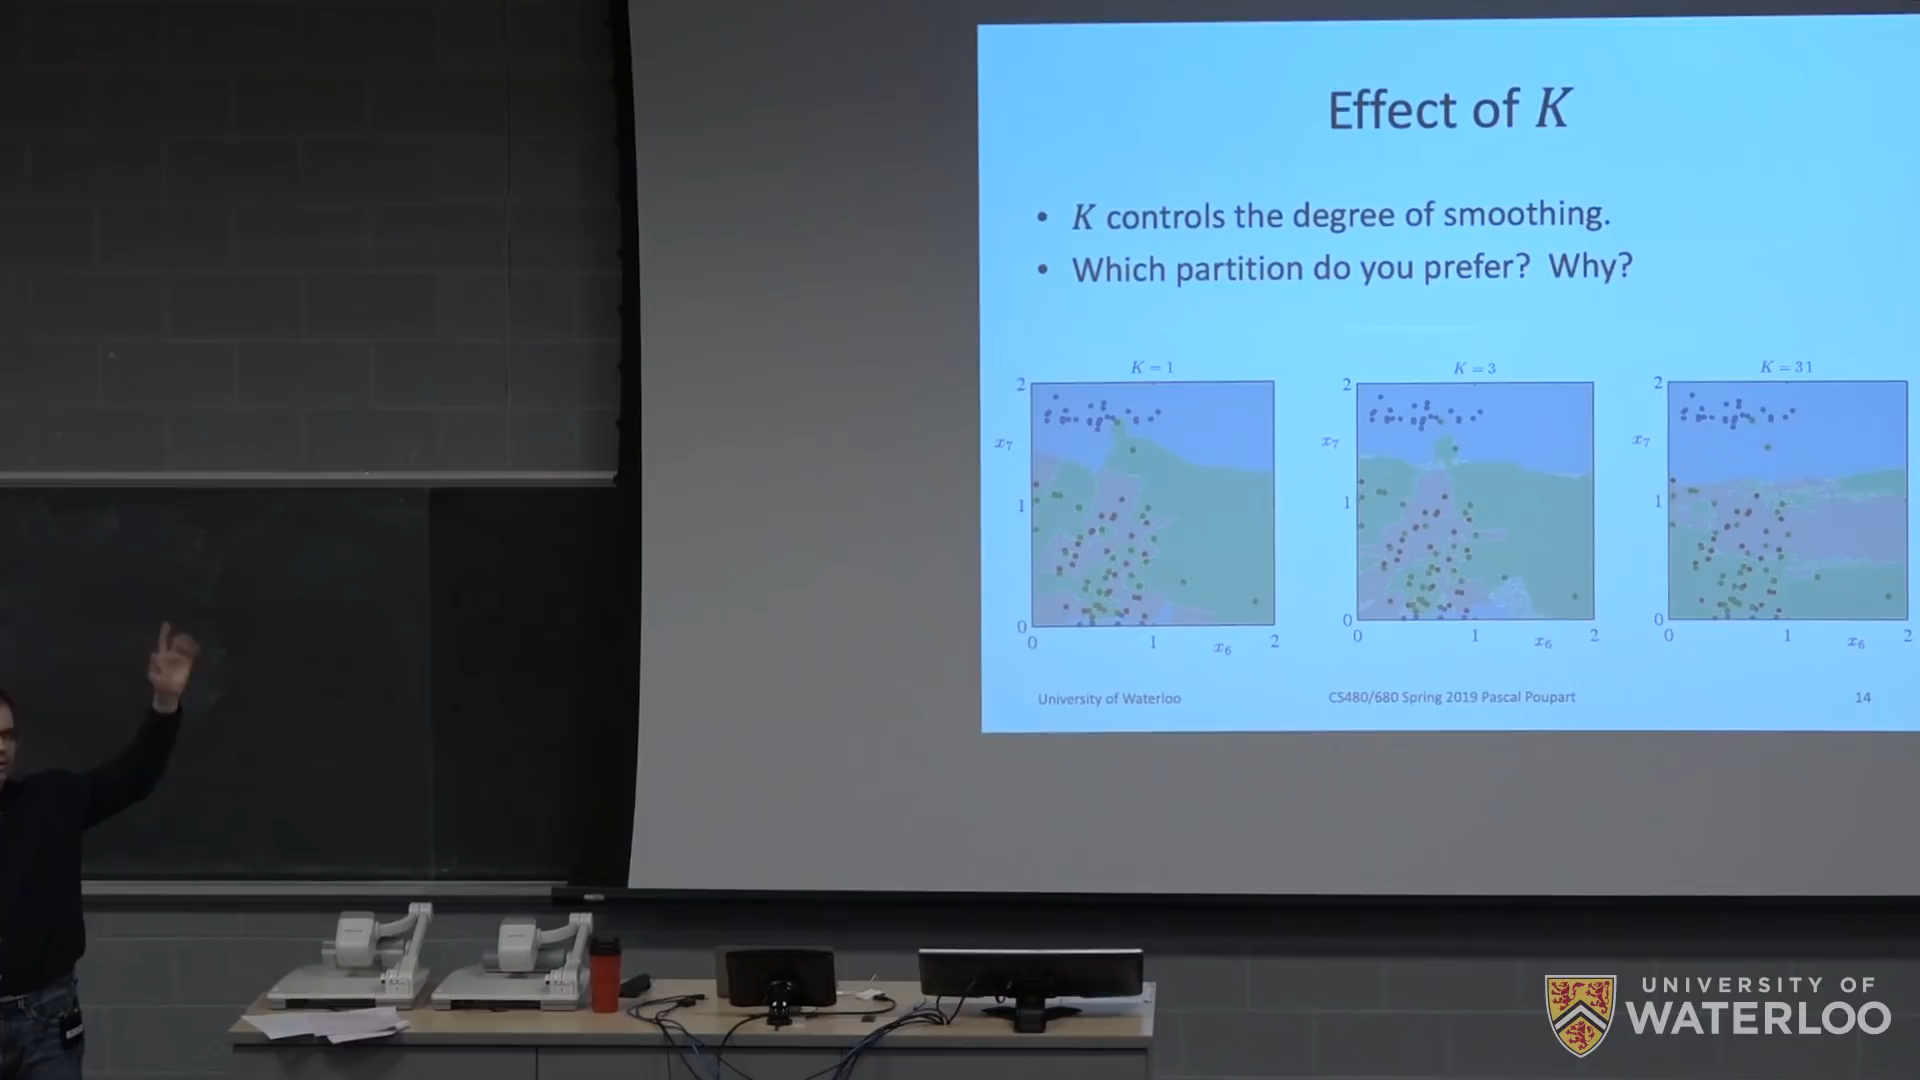 Effect of K
• K controls the degree of smoothing.
• Which partition do you prefer? Why?
K = 1
2
x7
1
0
0
1
x6
2
K = 3
2
x7
1
0
0
1
x6
2
K = 31
2
x7
1
0
0
1
x6
2
University of Waterloo
CS480/680 Spring 2019 Pascal Poupart
14
UNIVERSITY OF
WATERLOO